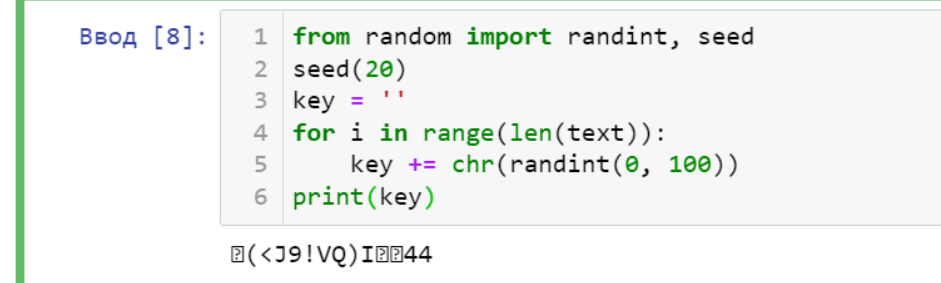 Ввод [8]:
1 from random import randint, seed
2 seed(20)
3 key = ''
4 for i in range(len(text)):
5     key += chr(randint(0, 100))
6 print(key)
⍰(<J9!VQ)I⍰⍰44